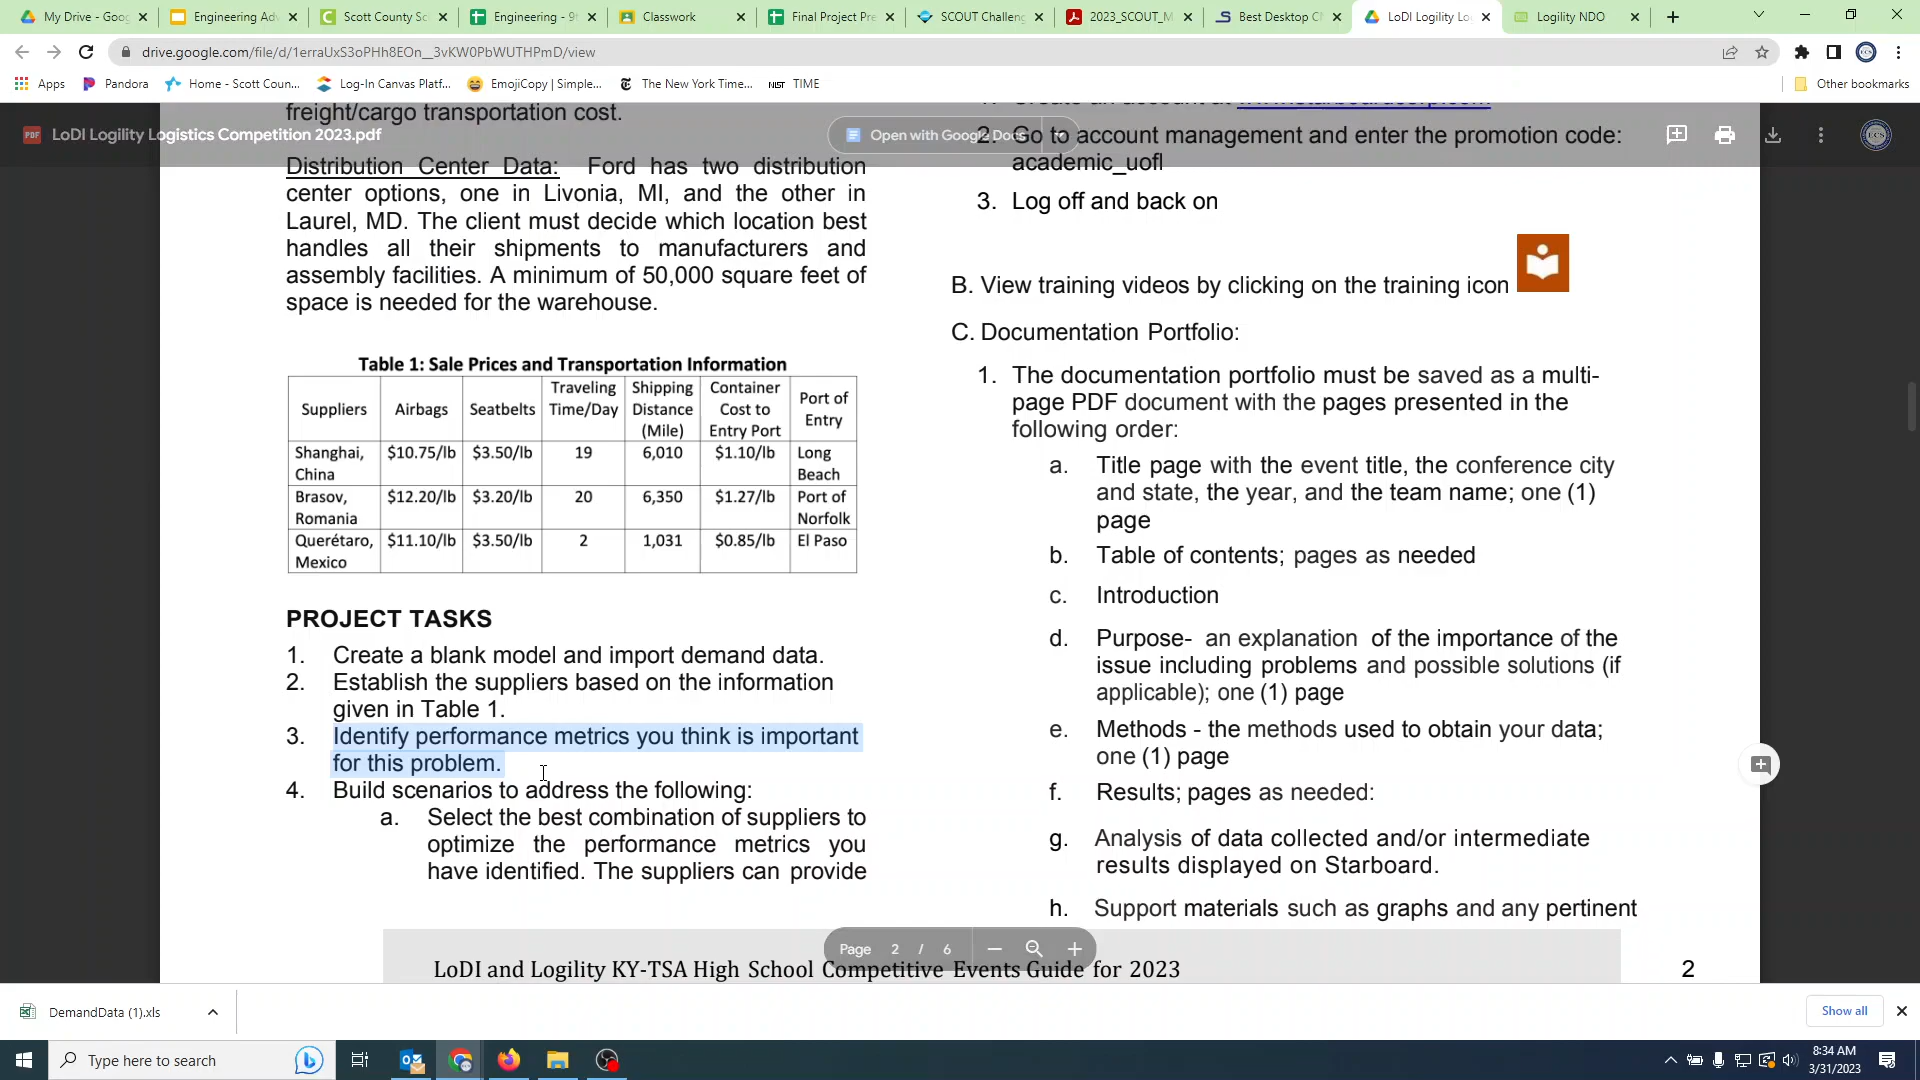 My Drive - Goog
Engineering Adv
Scott County Sc
Engineering - 9t
Classwork
Final Project Pre
SCOUT Challeng
2023_SCOUT_M
Best Desktop Ch
LoDI Logility Lo
Logility NDO
drive.google.com/file/d/1erraUxS3oPHh8EOn__3vKW0PbWUTHPmD/view
Apps
Pandora
Home - Scott Coun...
Log-In Canvas Platf...
EmojiCopy | Simple...
The New York Time...
NIST TIME
Other bookmarks
LoDI Logility Logistics Competition 2023.pdf
Open with Google Docs
freight/cargo transportation cost.
Distribution Center Data: Ford has two distribution
center options, one in Livonia, MI, and the other in
Laurel, MD. The client must decide which location best
handles all their shipments to manufacturers and
assembly facilities. A minimum of 50,000 square feet of
space is needed for the warehouse.
Table 1: Sale Prices and Transportation Information
Suppliers Airbags Seatbelts Traveling Time/Day Shipping Distance (Mile) Container Cost to Entry Port Port of Entry
Shanghai, China $10.75/lb $3.50/lb 19 6,010 $1.10/lb Long Beach
Brasov, Romania $12.20/lb $3.20/lb 20 6,350 $1.27/lb Port of Norfolk
Querétaro, Mexico $11.10/lb $3.50/lb 2 1,031 $0.85/lb El Paso
PROJECT TASKS
1. Create a blank model and import demand data.
2. Establish the suppliers based on the information
given in Table 1.
3. Identify performance metrics you think is important
for this problem.
4. Build scenarios to address the following:
a. Select the best combination of suppliers to
optimize the performance metrics you
have identified. The suppliers can provide
2. Go to account management and enter the promotion code:
academic_uofl
3. Log off and back on
B. View training videos by clicking on the training icon
C. Documentation Portfolio:
1. The documentation portfolio must be saved as a multi-
page PDF document with the pages presented in the
following order:
a. Title page with the event title, the conference city
and state, the year, and the team name; one (1)
page
b. Table of contents; pages as needed
c. Introduction
d. Purpose- an explanation of the importance of the
issue including problems and possible solutions (if
applicable); one (1) page
e. Methods - the methods used to obtain your data;
one (1) page
f. Results; pages as needed:
g. Analysis of data collected and/or intermediate
results displayed on Starboard.
h. Support materials such as graphs and any pertinent
Page 2 / 6
LoDI and Logility KY-TSA High School Competitive Events Guide for 2023 2
DemandData (1).xls
Show all
Type here to search
8:34 AM
3/31/2023